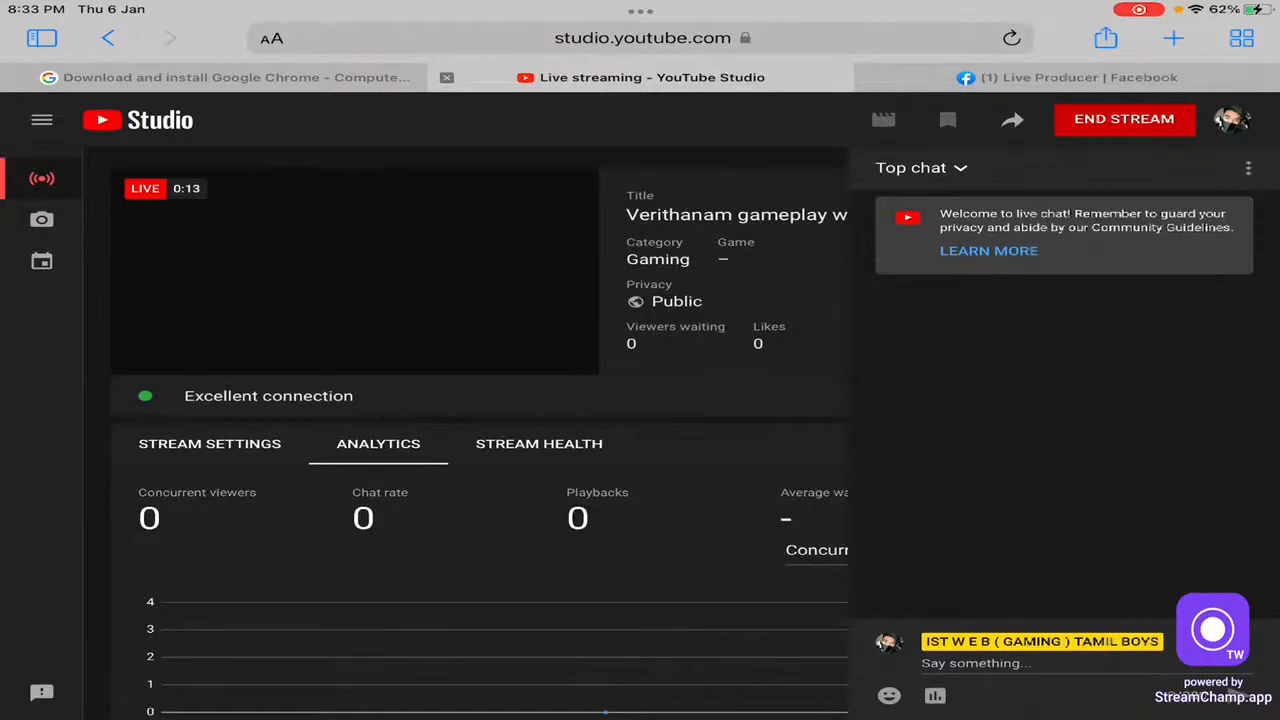 8:33 PM Thu 6 Jan
62%
AA
studio.youtube.com
Download and install Google Chrome - Compute...
Live streaming - YouTube Studio
(1) Live Producer | Facebook
Studio
END STREAM
LIVE 0:13
Title
Verithanam gameplay w
Category Game
Gaming –
Privacy
Public
Viewers waiting Likes
0 0
Excellent connection
STREAM SETTINGS ANALYTICS STREAM HEALTH
Concurrent viewers Chat rate Playbacks Average wa
0 0 0 -
Concurr
4
3
2
1
0
Top chat
Welcome to live chat! Remember to guard your
privacy and abide by our Community Guidelines.
LEARN MORE
IST W E B ( GAMING ) TAMIL BOYS
Say something...
TW
powered by
StreamChamp.app